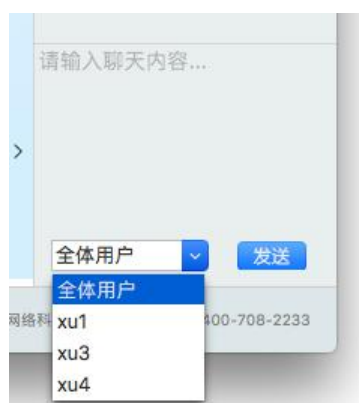 请输入聊天内容...
全体用户
发送
全体用户
网络科
400-708-2233
xu1
xu3
xu4